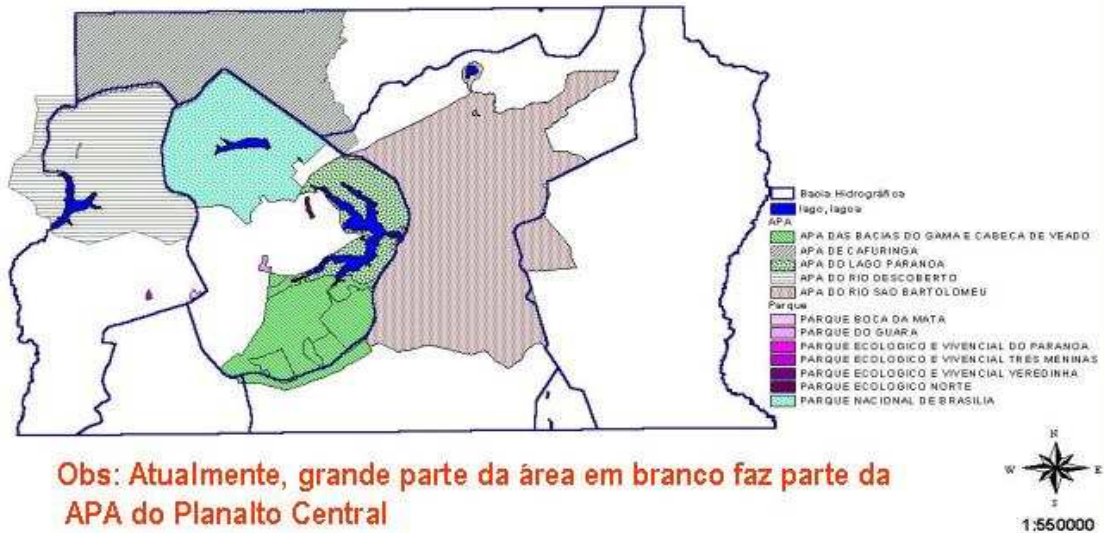 Bacia Hidrográfica
lago, lagoa
APA
APA DAS BACIAS DO GAMA E CABECA DE VEADO
APA DE CAFURINGA
APA DO LAGO PARANOA
APA DO RIO DESCOBERTO
APA DO RIO SAO BARTOLOMEU
Parque
PARQUE BOCA DA MATA
PARQUE DO GUARA
PARQUE ECOLOGICO E VIVENCIAL DO PARANOA
PARQUE ECOLOGICO E VIVENCIAL TRES MENINAS
PARQUE ECOLOGICO E VIVENCIAL VEREDINHA
PARQUE ECOLOGICO NORTE
PARQUE NACIONAL DE BRASILIA
Obs: Atualmente, grande parte da área em branco faz parte da
APA do Planalto Central
N
W E
S
1:550000